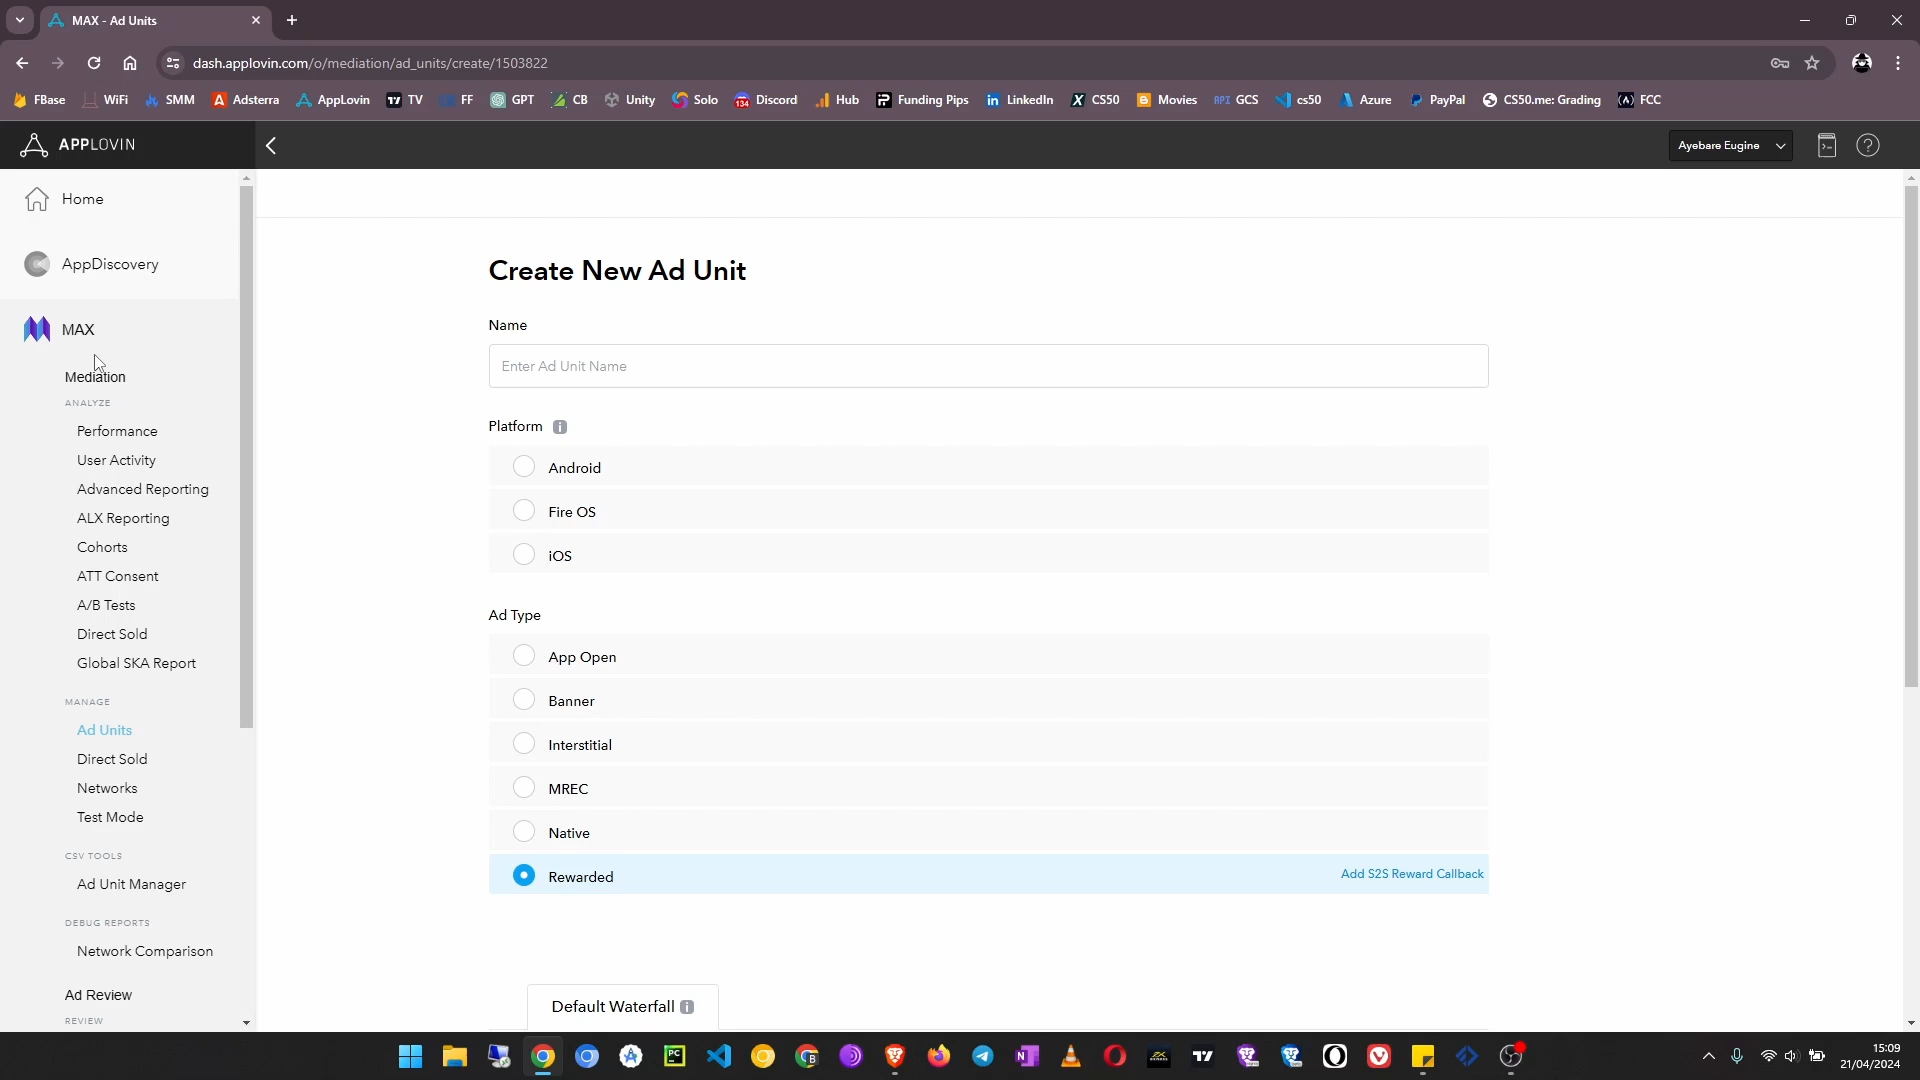 MAX - Ad Units
dash.applovin.com/o/mediation/ad_units/create/1503822
FBase WiFi SMM Adsterra AppLovin TV FF GPT CB Unity Solo Discord Hub Funding Pips LinkedIn CS50 Movies API GCS cs50 Azure PayPal CS50.me: Grading FCC
APPLOVIN
Ayebare Eugine
Home
AppDiscovery
MAX
Mediation
ANALYZE
Performance
User Activity
Advanced Reporting
ALX Reporting
Cohorts
ATT Consent
A/B Tests
Direct Sold
Global SKA Report
MANAGE
Ad Units
Direct Sold
Networks
Test Mode
CSV TOOLS
Ad Unit Manager
DEBUG REPORTS
Network Comparison
Ad Review
REVIEW
Create New Ad Unit
Name
Enter Ad Unit Name
Platform
Android
Fire OS
iOS
Ad Type
App Open
Banner
Interstitial
MREC
Native
Rewarded
Add S2S Reward Callback
Default Waterfall
15:09
21/04/2024